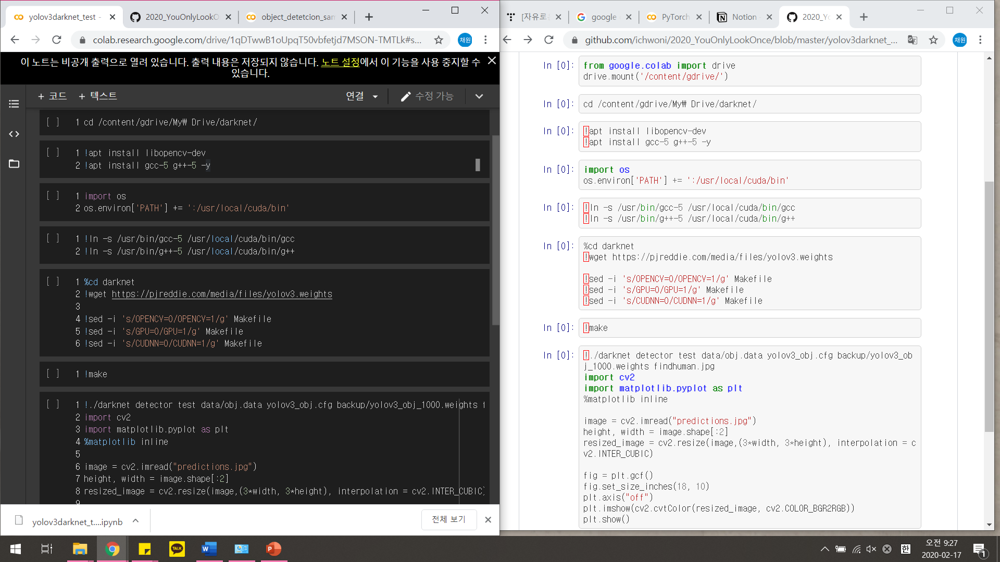 yolov3darknet_test -
2020_YouOnlyLookO
object_detetcion_sam
colab.research.google.com/drive/1qDTwwB1oUpqT50vbfetjd7MSON-TMTLk#s...
채원
이 노트는 비공개 출력으로 열려 있습니다. 출력 내용은 저장되지 않습니다. 노트 설정에서 이 기능을 사용 중지할 수
있습니다.
+ 코드 + 텍스트
연결
수정 가능
[ ] 1 cd /content/gdrive/My₩ Drive/darknet/
[ ] 1 !apt install libopencv-dev
2 !apt install gcc-5 g++-5 -y
[ ] 1 import os
2 os.environ['PATH'] += ':/usr/local/cuda/bin'
[ ] 1 !ln -s /usr/bin/gcc-5 /usr/local/cuda/bin/gcc
2 !ln -s /usr/bin/g++-5 /usr/local/cuda/bin/g++
[ ] 1 %cd darknet
2 !wget https://pjreddie.com/media/files/yolov3.weights
3
4 !sed -i 's/OPENCV=0/OPENCV=1/g' Makefile
5 !sed -i 's/GPU=0/GPU=1/g' Makefile
6 !sed -i 's/CUDNN=0/CUDNN=1/g' Makefile
[ ] 1 !make
[ ] 1 !./darknet detector test data/obj.data yolov3_obj.cfg backup/yolov3_obj_1000.weights f
2 import cv2
3 import matplotlib.pyplot as plt
4 %matplotlib inline
5
6 image = cv2.imread("predictions.jpg")
7 height, width = image.shape[:2]
8 resized_image = cv2.resize(image,(3*width, 3*height), interpolation = cv2.INTER_CUBIC)
9
yolov3darknet_t....ipynb
전체 보기
[자유로운
google
PyTorch
Notion -
2020_Yo
github.com/ichwoni/2020_YouOnlyLookOnce/blob/master/yolov3darknet_...
채원
In [0]: from google.colab import drive
drive.mount('/content/gdrive/')
In [0]: cd /content/gdrive/My₩ Drive/darknet/
In [0]: !apt install libopencv-dev
!apt install gcc-5 g++-5 -y
In [0]: import os
os.environ['PATH'] += ':/usr/local/cuda/bin'
In [0]: !ln -s /usr/bin/gcc-5 /usr/local/cuda/bin/gcc
!ln -s /usr/bin/g++-5 /usr/local/cuda/bin/g++
In [0]: %cd darknet
!wget https://pjreddie.com/media/files/yolov3.weights
!sed -i 's/OPENCV=0/OPENCV=1/g' Makefile
!sed -i 's/GPU=0/GPU=1/g' Makefile
!sed -i 's/CUDNN=0/CUDNN=1/g' Makefile
In [0]: !make
In [0]: !./darknet detector test data/obj.data yolov3_obj.cfg backup/yolov3_ob
j_1000.weights findhuman.jpg
import cv2
import matplotlib.pyplot as plt
%matplotlib inline
image = cv2.imread("predictions.jpg")
height, width = image.shape[:2]
resized_image = cv2.resize(image,(3*width, 3*height), interpolation = c
v2.INTER_CUBIC)
fig = plt.gcf()
fig.set_size_inches(18, 10)
plt.axis("off")
plt.imshow(cv2.cvtColor(resized_image, cv2.COLOR_BGR2RGB))
plt.show()
TALK
한
오전 9:27
2020-02-17
1